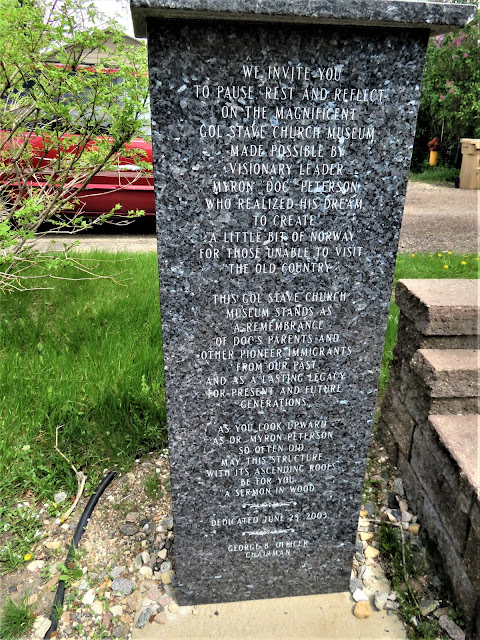 WE INVITE YOU
TO PAUSE REST AND REFLECT
ON THE MAGNIFICENT
GOL STAVE CHURCH MUSEUM
MADE POSSIBLE BY
VISIONARY LEADER
MYRON "DOC" PETERSON
WHO REALIZED HIS DREAM
TO CREATE
A LITTLE BIT OF NORWAY
FOR THOSE UNABLE TO VISIT
THE OLD COUNTRY
THIS GOL STAVE CHURCH
MUSEUM STANDS AS
A REMEMBRANCE
OF DOC'S PARENTS AND
OTHER PIONEER IMMIGRANTS
FROM OUR PAST
AND AS A LASTING LEGACY
FOR PRESENT AND FUTURE
GENERATIONS
AS YOU LOOK UPWARD
AS DR. MYRON PETERSON
SO OFTEN DID
MAY THIS STRUCTURE
WITH ITS ASCENDING ROOFS
BE FOR YOU
A SERMON IN WOOD
DEDICATED JUNE 25 2003
GEORGE B.
CHAIRMAN